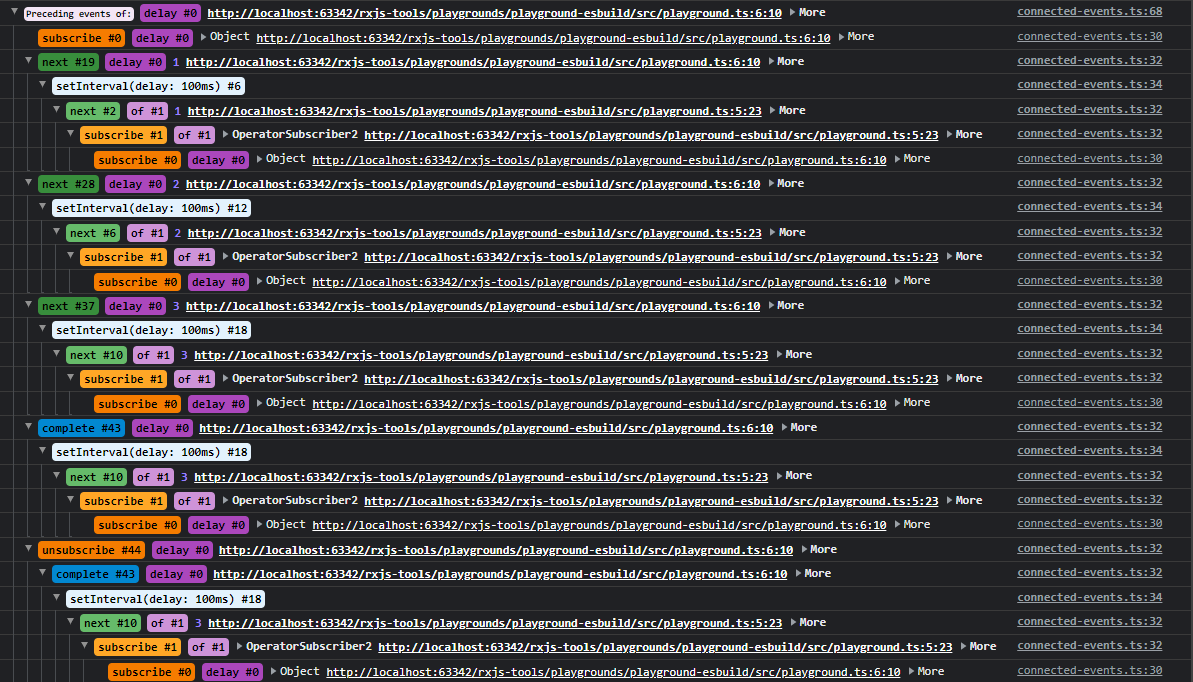 Preceding events of: delay #0 http://localhost:63342/rxjs-tools/playgrounds/playground-esbuild/src/playground.ts:6:10 More connected-events.ts:68
subscribe #0 delay #0 Object http://localhost:63342/rxjs-tools/playgrounds/playground-esbuild/src/playground.ts:6:10 More connected-events.ts:30
next #19 delay #0 1 http://localhost:63342/rxjs-tools/playgrounds/playground-esbuild/src/playground.ts:6:10 More connected-events.ts:32
setInterval(delay: 100ms) #6 connected-events.ts:34
next #2 of #1 1 http://localhost:63342/rxjs-tools/playgrounds/playground-esbuild/src/playground.ts:5:23 More connected-events.ts:32
subscribe #1 of #1 OperatorSubscriber2 http://localhost:63342/rxjs-tools/playgrounds/playground-esbuild/src/playground.ts:5:23 More connected-events.ts:32
subscribe #0 delay #0 Object http://localhost:63342/rxjs-tools/playgrounds/playground-esbuild/src/playground.ts:6:10 More connected-events.ts:30
next #28 delay #0 2 http://localhost:63342/rxjs-tools/playgrounds/playground-esbuild/src/playground.ts:6:10 More connected-events.ts:32
setInterval(delay: 100ms) #12 connected-events.ts:34
next #6 of #1 2 http://localhost:63342/rxjs-tools/playgrounds/playground-esbuild/src/playground.ts:5:23 More connected-events.ts:32
subscribe #1 of #1 OperatorSubscriber2 http://localhost:63342/rxjs-tools/playgrounds/playground-esbuild/src/playground.ts:5:23 More connected-events.ts:32
subscribe #0 delay #0 Object http://localhost:63342/rxjs-tools/playgrounds/playground-esbuild/src/playground.ts:6:10 More connected-events.ts:30
next #37 delay #0 3 http://localhost:63342/rxjs-tools/playgrounds/playground-esbuild/src/playground.ts:6:10 More connected-events.ts:32
setInterval(delay: 100ms) #18 connected-events.ts:34
next #10 of #1 3 http://localhost:63342/rxjs-tools/playgrounds/playground-esbuild/src/playground.ts:5:23 More connected-events.ts:32
subscribe #1 of #1 OperatorSubscriber2 http://localhost:63342/rxjs-tools/playgrounds/playground-esbuild/src/playground.ts:5:23 More connected-events.ts:32
subscribe #0 delay #0 Object http://localhost:63342/rxjs-tools/playgrounds/playground-esbuild/src/playground.ts:6:10 More connected-events.ts:30
complete #43 delay #0 http://localhost:63342/rxjs-tools/playgrounds/playground-esbuild/src/playground.ts:6:10 More connected-events.ts:32
setInterval(delay: 100ms) #18 connected-events.ts:34
next #10 of #1 3 http://localhost:63342/rxjs-tools/playgrounds/playground-esbuild/src/playground.ts:5:23 More connected-events.ts:32
subscribe #1 of #1 OperatorSubscriber2 http://localhost:63342/rxjs-tools/playgrounds/playground-esbuild/src/playground.ts:5:23 More connected-events.ts:32
subscribe #0 delay #0 Object http://localhost:63342/rxjs-tools/playgrounds/playground-esbuild/src/playground.ts:6:10 More connected-events.ts:30
unsubscribe #44 delay #0 http://localhost:63342/rxjs-tools/playgrounds/playground-esbuild/src/playground.ts:6:10 More connected-events.ts:32
complete #43 delay #0 http://localhost:63342/rxjs-tools/playgrounds/playground-esbuild/src/playground.ts:6:10 More connected-events.ts:32
setInterval(delay: 100ms) #18 connected-events.ts:34
next #10 of #1 3 http://localhost:63342/rxjs-tools/playgrounds/playground-esbuild/src/playground.ts:5:23 More connected-events.ts:32
subscribe #1 of #1 OperatorSubscriber2 http://localhost:63342/rxjs-tools/playgrounds/playground-esbuild/src/playground.ts:5:23 More connected-events.ts:32
subscribe #0 delay #0 Object http://localhost:63342/rxjs-tools/playgrounds/playground-esbuild/src/playground.ts:6:10 More connected-events.ts:30